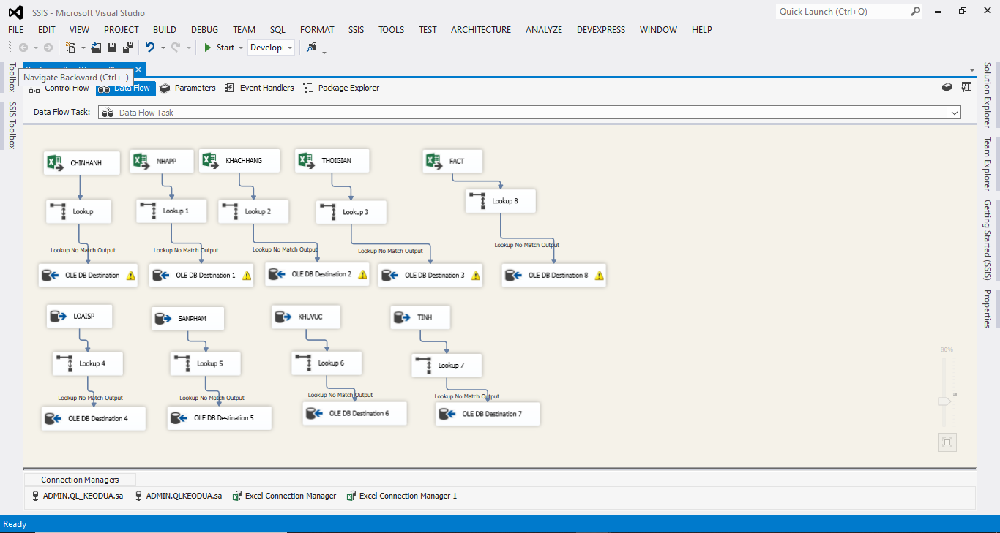 SSIS - Microsoft Visual Studio
Quick Launch (Ctrl+Q)
FILE EDIT VIEW PROJECT BUILD DEBUG TEAM SQL FORMAT SSIS TOOLS TEST ARCHITECTURE ANALYZE DEVEXPRESS WINDOW HELP
Start
Navigate Backward (Ctrl+-)
Control Flow Data Flow Parameters Event Handlers Package Explorer
Data Flow Task: Data Flow Task
Toolbox
SSIS Toolbox
CHINHANH NHAPP KHACHHANG THOIGIAN FACT
Lookup Lookup 1 Lookup 2 Lookup 3 Lookup 8
Lookup No Match Output Lookup No Match Output Lookup No Match Output Lookup No Match Output Lookup No Match Output
OLE DB Destination OLE DB Destination 1 OLE DB Destination 2 OLE DB Destination 3 OLE DB Destination 8
LOAISP SANPHAM KHUVUC TINH
Lookup 4 Lookup 5 Lookup 6 Lookup 7
Lookup No Match Output Lookup No Match Output Lookup No Match Output Lookup No Match Output
OLE DB Destination 4 OLE DB Destination 5 OLE DB Destination 6 OLE DB Destination 7
80%
Solution Explorer
Team Explorer
Getting Started (SSIS)
Properties
Connection Managers
ADMIN.QL_KEODUA.sa ADMIN.QLKEODUA.sa Excel Connection Manager Excel Connection Manager 1
Ready